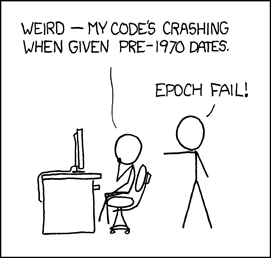 WEIRD — MY CODE'S CRASHING
WHEN GIVEN PRE-1970 DATES.
EPOCH FAIL!